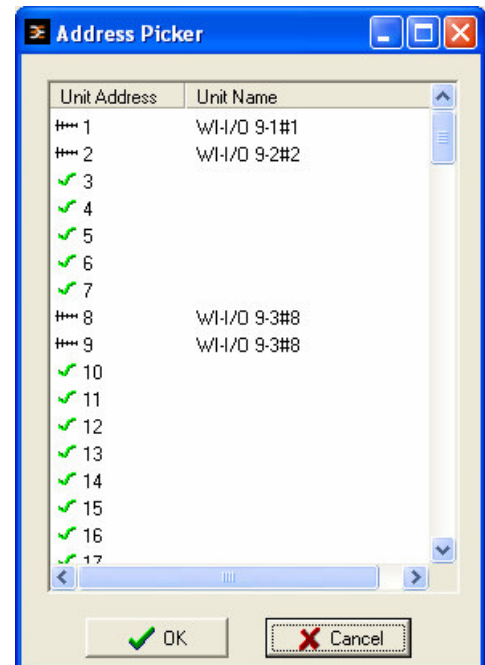 Address Picker
Unit Address Unit Name
1 WI-I/O 9-1#1
2 WI-I/O 9-2#2
3
4
5
6
7
8 WI-I/O 9-3#8
9 WI-I/O 9-3#8
10
11
12
13
14
15
16
17
OK Cancel